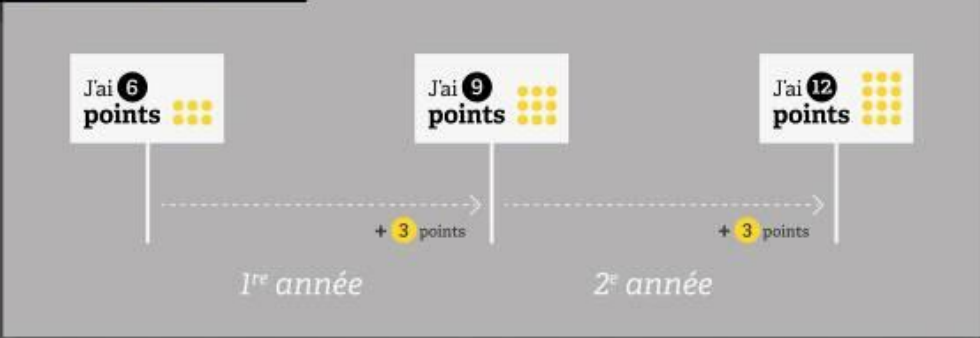 J'ai 6
points
J'ai 9
points
J'ai 12
points
+ 3 points
+ 3 points
1re année
2e année